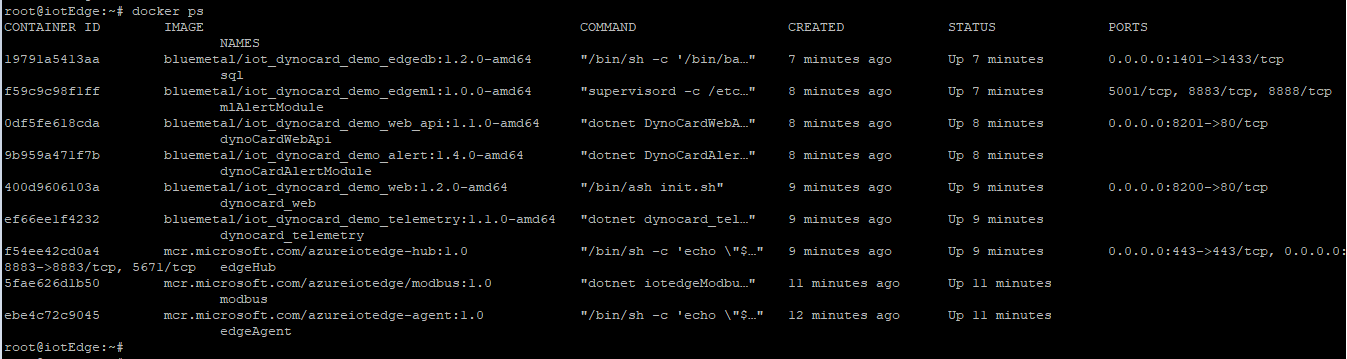 root@iotEdge:~# docker ps
CONTAINER ID        IMAGE                                               COMMAND                  CREATED             STATUS              PORTS
                           NAMES
19791a5413aa        bluemetal/iot_dynocard_demo_edgedb:1.2.0-amd64      "/bin/sh -c '/bin/ba…"   7 minutes ago       Up 7 minutes        0.0.0.0:1401->1433/tcp
                           sql
f59c9c98f1ff        bluemetal/iot_dynocard_demo_edgeml:1.0.0-amd64      "supervisord -c /etc…"   8 minutes ago       Up 7 minutes        5001/tcp, 8883/tcp, 8888/tcp
                           mlAlertModule
0df5fe618cda        bluemetal/iot_dynocard_demo_web_api:1.1.0-amd64     "dotnet DynoCardWebA…"   8 minutes ago       Up 8 minutes        0.0.0.0:8201->80/tcp
                           dynoCardWebApi
9b959a471f7b        bluemetal/iot_dynocard_demo_alert:1.4.0-amd64       "dotnet DynoCardAler…"   8 minutes ago       Up 8 minutes
                           dynoCardAlertModule
400d9606103a        bluemetal/iot_dynocard_demo_web:1.2.0-amd64         "/bin/ash init.sh"       9 minutes ago       Up 9 minutes        0.0.0.0:8200->80/tcp
                           dynocard_web
ef66ee1f4232        bluemetal/iot_dynocard_demo_telemetry:1.1.0-amd64   "dotnet dynocard_tel…"   9 minutes ago       Up 9 minutes
                           dynocard_telemetry
f54ee42cd0a4        mcr.microsoft.com/azureiotedge-hub:1.0              "/bin/sh -c 'echo \"$…"   9 minutes ago       Up 9 minutes        0.0.0.0:443->443/tcp, 0.0.0.0:
8883->8883/tcp, 5671/tcp   edgeHub
5fae626d1b50        mcr.microsoft.com/azureiotedge/modbus:1.0           "dotnet iotedgeModbu…"   11 minutes ago      Up 11 minutes
                           modbus
ebe4c72c9045        mcr.microsoft.com/azureiotedge-agent:1.0            "/bin/sh -c 'echo \"$…"   12 minutes ago      Up 11 minutes
                           edgeAgent
root@iotEdge:~#